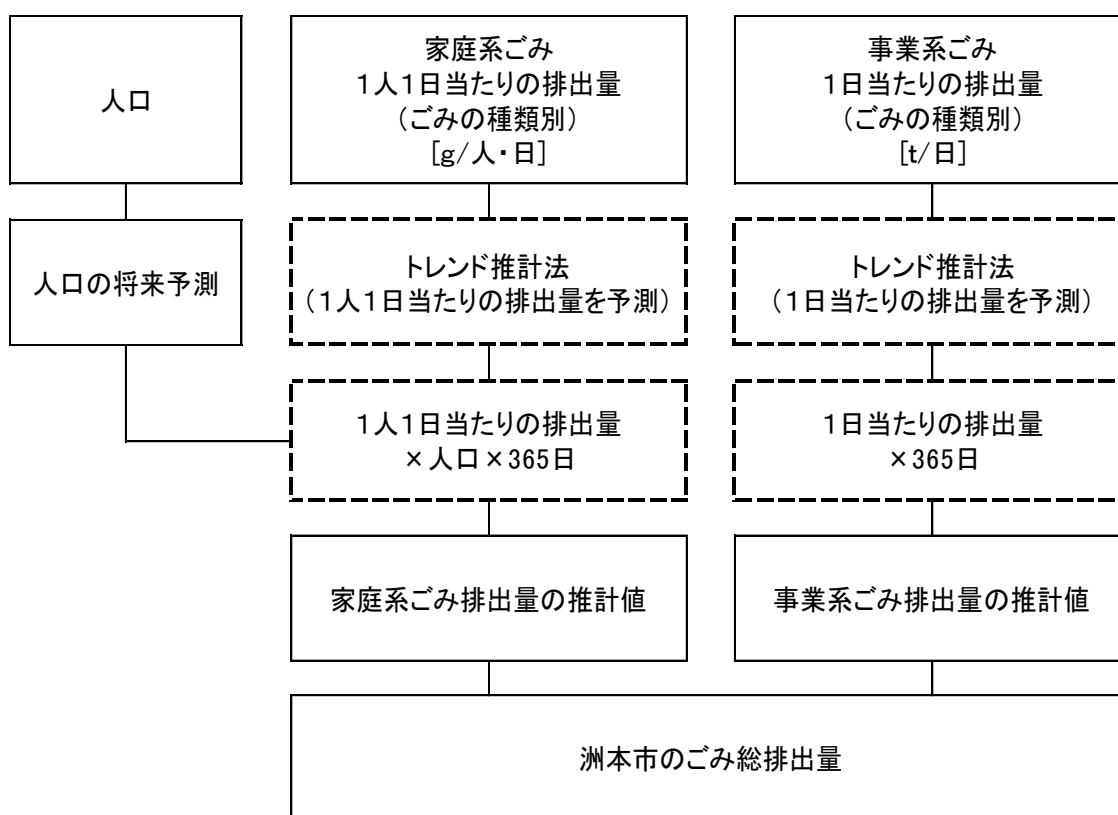 人口
家庭系ごみ
1人1日当たりの排出量
（ごみの種類別）
[g/人・日]
事業系ごみ
1日当たりの排出量
（ごみの種類別）
[t/日]
人口の将来予測
トレンド推計法
（1人1日当たりの排出量を予測）
トレンド推計法
（1日当たりの排出量を予測）
1人1日当たりの排出量
×人口×365日
1日当たりの排出量
×365日
家庭系ごみ排出量の推計値
事業系ごみ排出量の推計値
洲本市のごみ総排出量